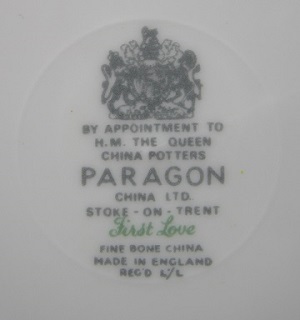 BY APPOINTMENT TO
H.M. THE QUEEN
CHINA POTTERS
PARAGON
CHINA LTD.
STOKE-ON-TRENT
First Love
FINE BONE CHINA
MADE IN ENGLAND
REG'D L/L